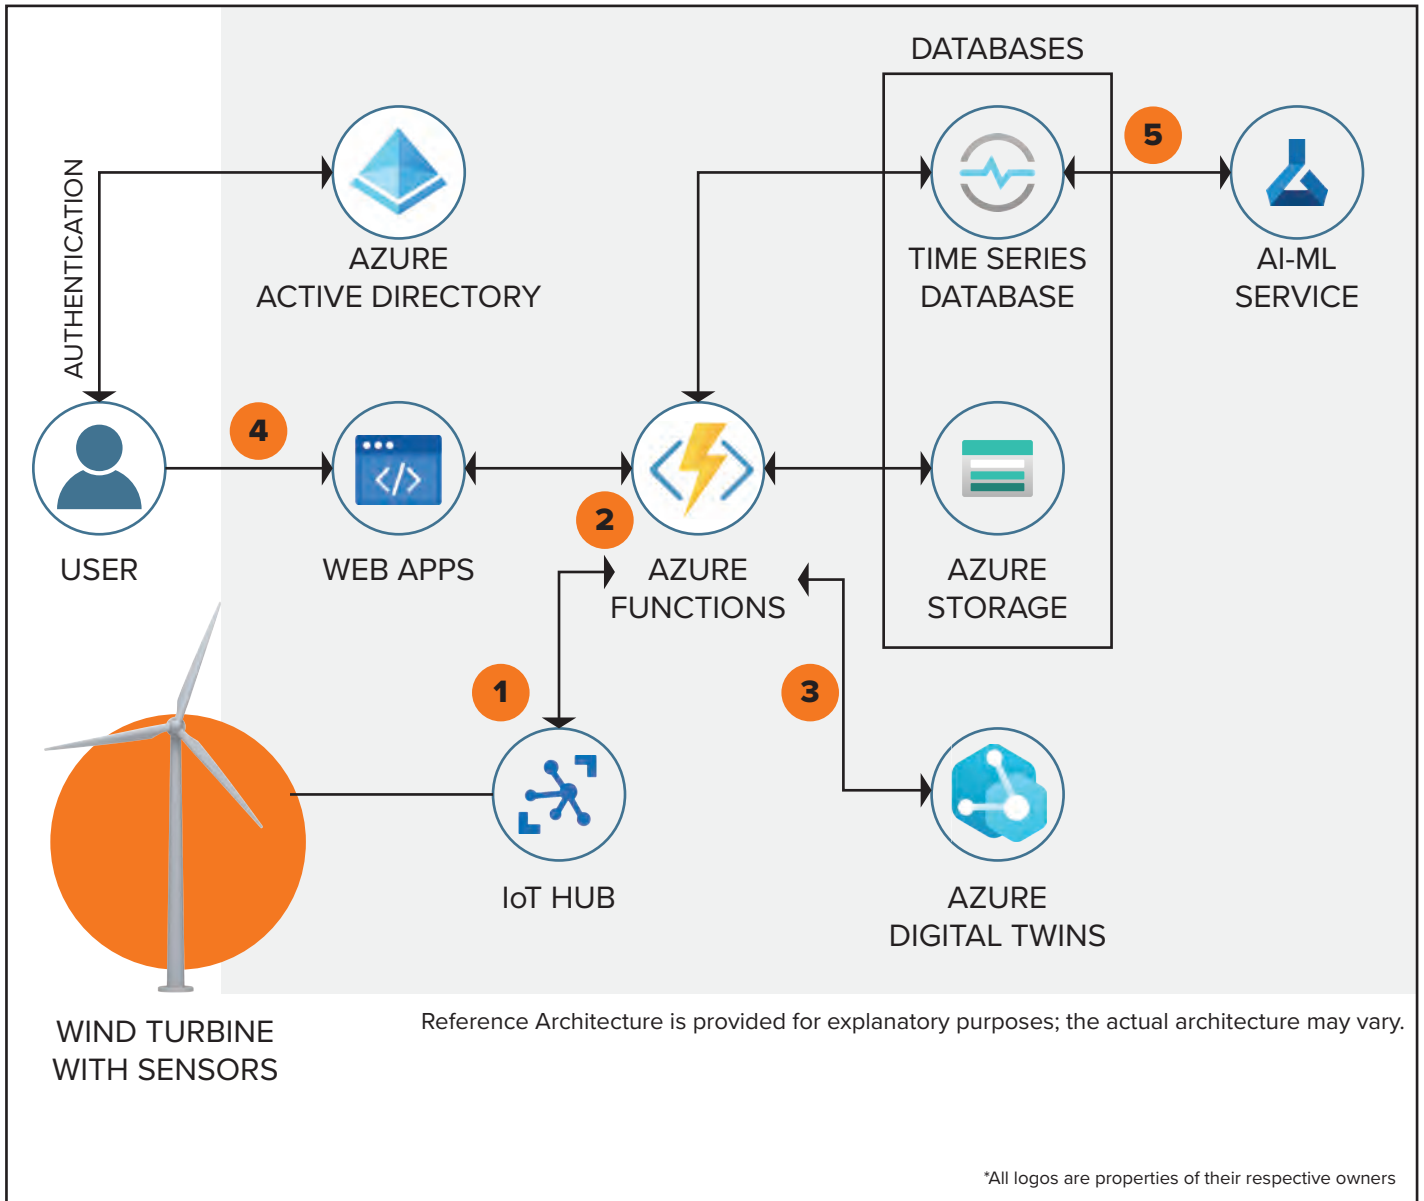 DATABASES
5
AUTHENTICATION
AZURE
ACTIVE DIRECTORY
TIME SERIES
DATABASE
AI-ML
SERVICE
4
</>
2
USER
WEB APPS
AZURE
FUNCTIONS
AZURE
STORAGE
1
3
IoT HUB
AZURE
DIGITAL TWINS
WIND TURBINE
WITH SENSORS
Reference Architecture is provided for explanatory purposes; the actual architecture may vary.
*All logos are properties of their respective owners